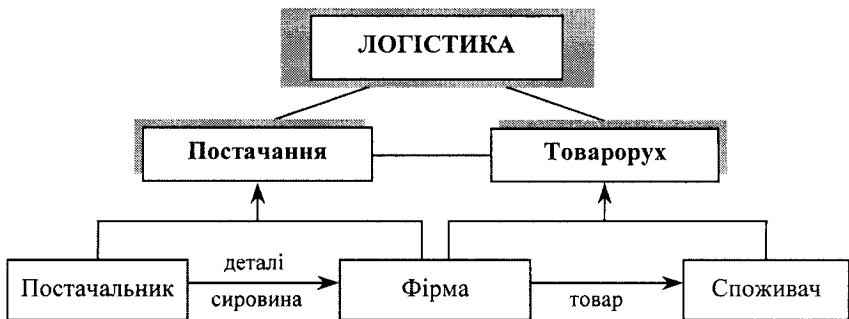 ЛОГІСТИКА
Постачання
Товарорух
деталі
Постачальник
сировина
Фірма
товар
Споживач